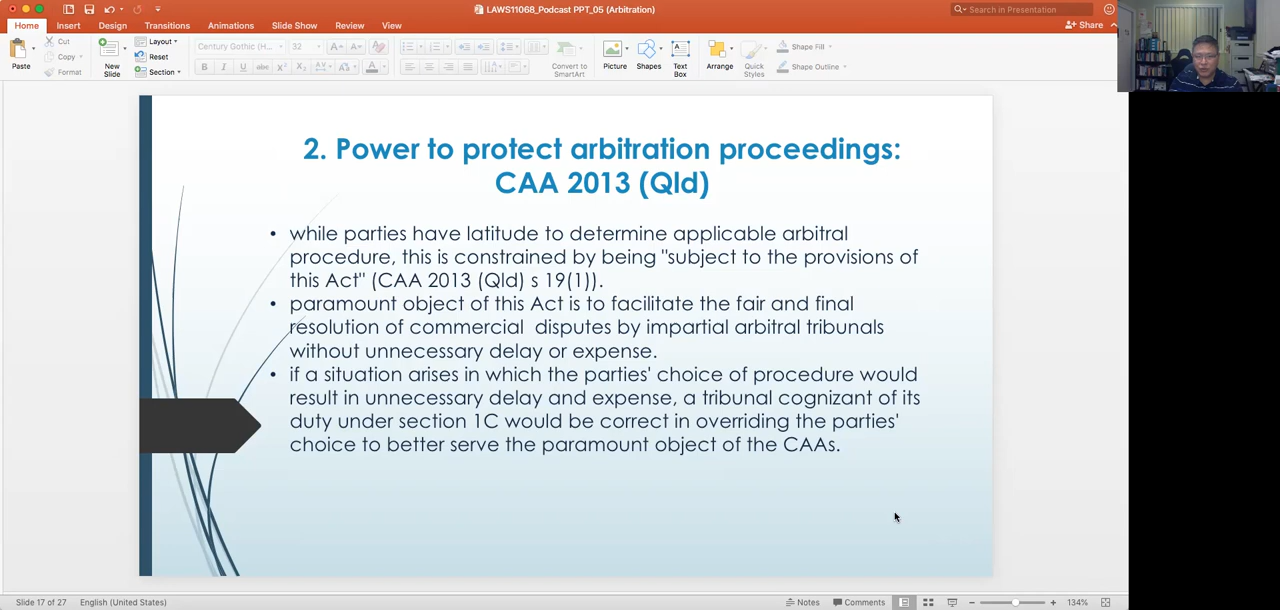 LAWS11068_Podcast PPT_05 (Arbitration)
Search in Presentation
Home Insert Design Transitions Animations Slide Show Review View
Share
Paste
Cut
Copy
Format
New
Slide
Layout
Reset
Section
Century Gothic (H... 32
B I U abc
Convert to
SmartArt
Picture
Shapes
Text
Box
Arrange
Quick
Styles
Shape Fill
Shape Outline
2. Power to protect arbitration proceedings:
CAA 2013 (Qld)
• while parties have latitude to determine applicable arbitral
procedure, this is constrained by being "subject to the provisions of
this Act" (CAA 2013 (Qld) s 19(1)).
• paramount object of this Act is to facilitate the fair and final
resolution of commercial disputes by impartial arbitral tribunals
without unnecessary delay or expense.
• if a situation arises in which the parties' choice of procedure would
result in unnecessary delay and expense, a tribunal cognizant of its
duty under section 1C would be correct in overriding the parties'
choice to better serve the paramount object of the CAAs.
Slide 17 of 27 English (United States) Notes Comments 134%